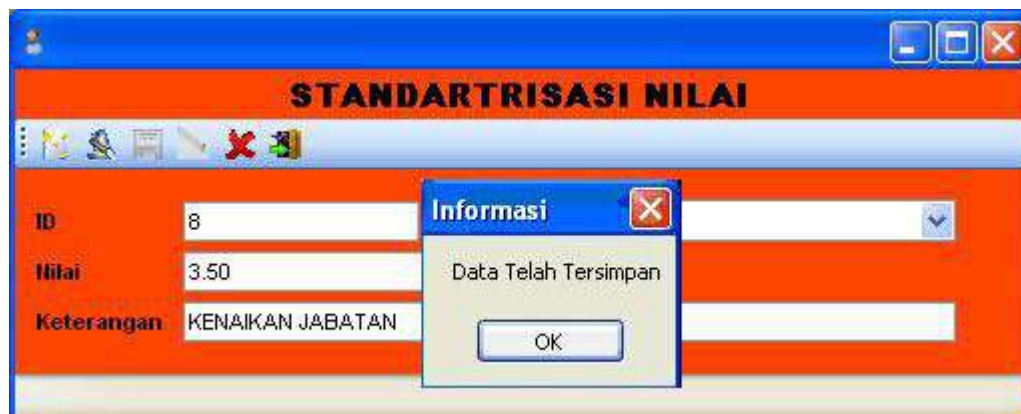 STANDARTRISASI NILAI
Informasi
ID 8
Nilai 3.50
Data Telah Tersimpan
Keterangan KENAIKAN JABATAN
OK